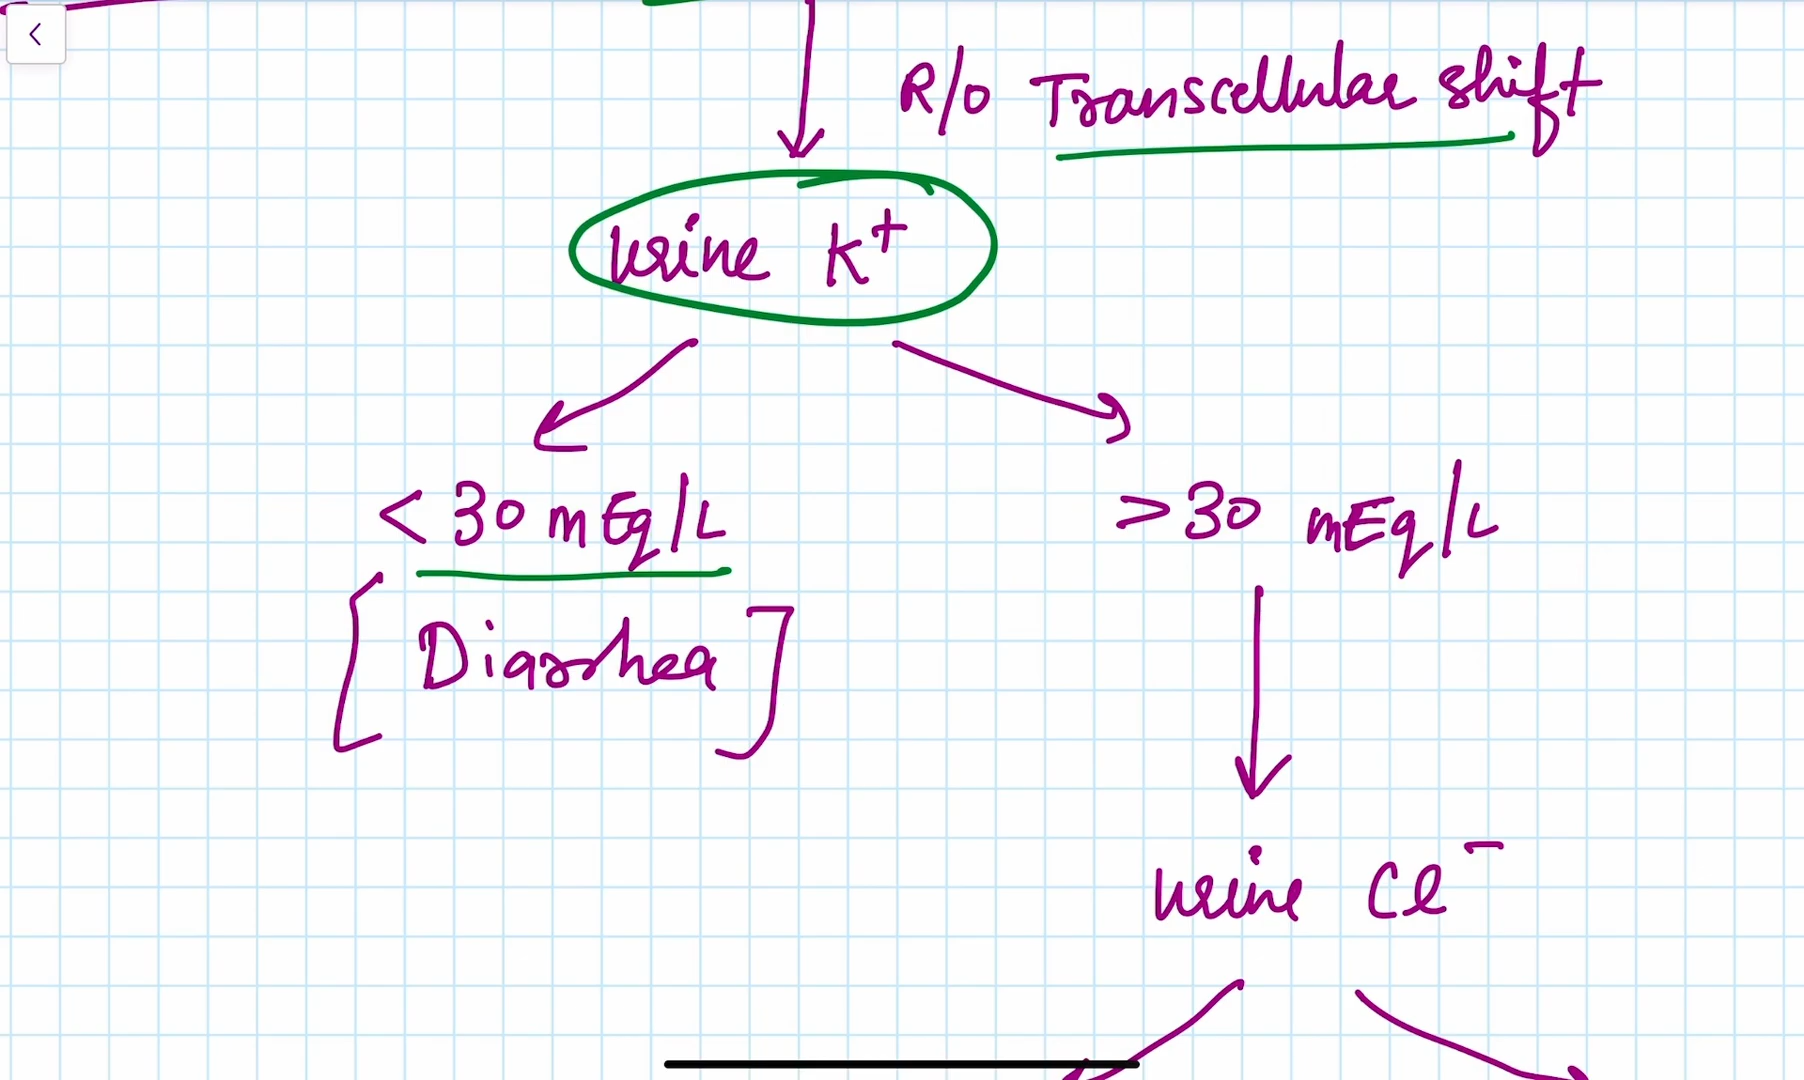 R/O Transcellular shift
urine K+
< 30 mEq/L
> 30 mEq/L
[Diarrhea]
urine Cl⁻